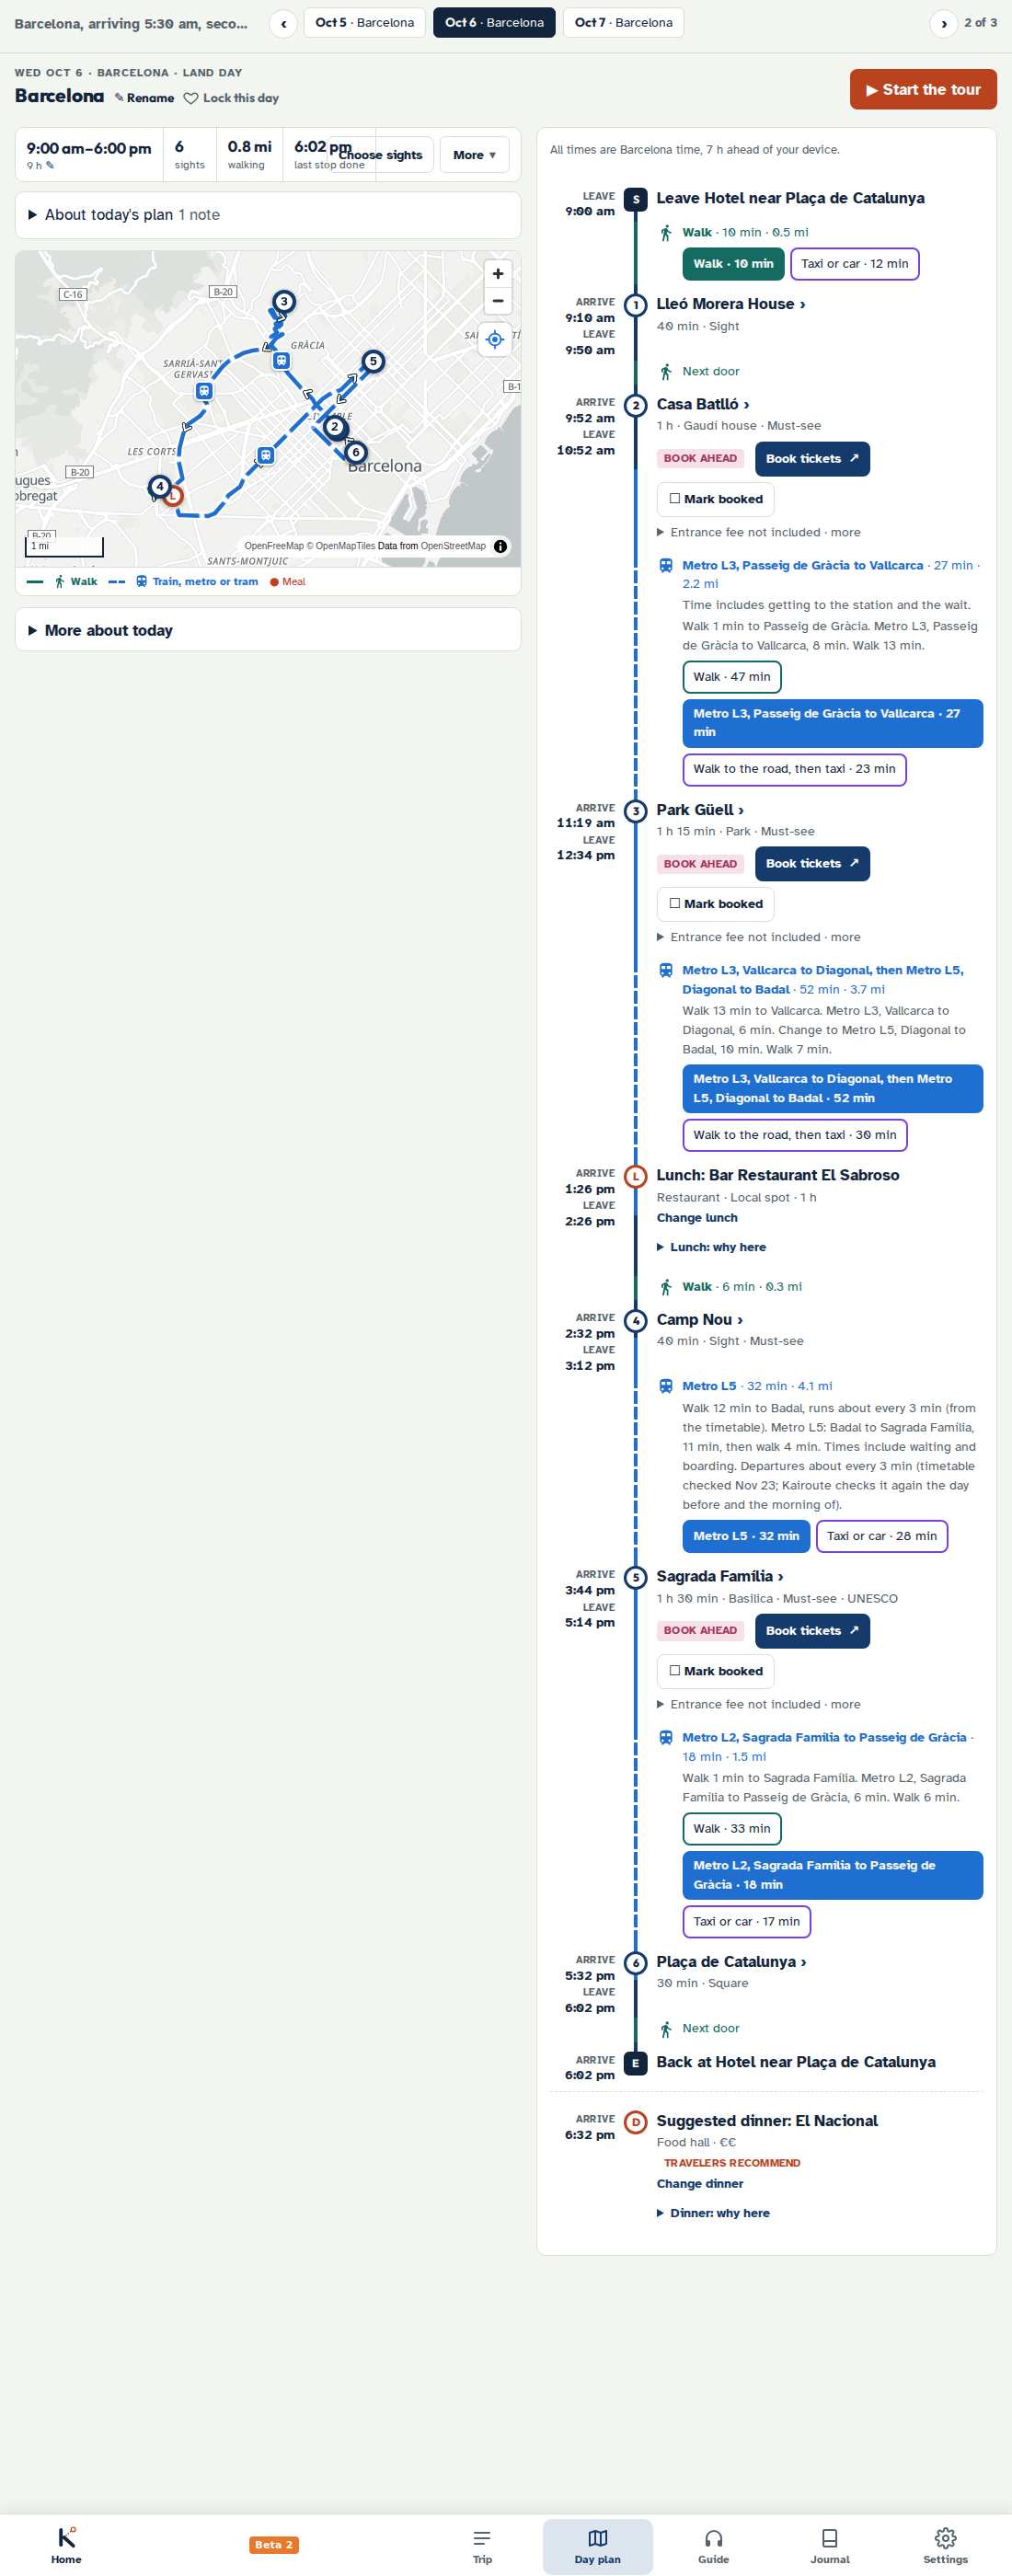 Barcelona, arriving 5:30 am, seco...
‹
Oct 5 · Barcelona
Oct 6 · Barcelona
Oct 7 · Barcelona
›
2 of 3
WED OCT 6 · BARCELONA · LAND DAY
Barcelona
✎ Rename
Lock this day
▶ Start the tour
9:00 am–6:00 pm
9 h ✎
6
sights
0.8 mi
walking
6:02 pm
last stop done
Choose sights
More ▾
▶ About today's plan 1 note
C-16
B-20
3
GRÀCIA
SARRIÀ-SANT
GERVAS
5
B-1
2
6
LES CORTS
Barcelona
B-20
ugues
obregat
4
L
B-20
1 mi
SANTS-MONTJUÏC
+
−
OpenFreeMap © OpenMapTiles Data from OpenStreetMap
Walk
Train, metro or tram
Meal
▶ More about today
All times are Barcelona time, 7 h ahead of your device.
LEAVE
9:00 am
S
Leave Hotel near Plaça de Catalunya
Walk · 10 min · 0.5 mi
Walk · 10 min
Taxi or car · 12 min
ARRIVE
9:10 am
LEAVE
9:50 am
1
Lleó Morera House ›
40 min · Sight
Next door
ARRIVE
9:52 am
LEAVE
10:52 am
2
Casa Batlló ›
1 h · Gaudí house · Must-see
BOOK AHEAD
Book tickets ↗
☐ Mark booked
▶ Entrance fee not included · more
Metro L3, Passeig de Gràcia to Vallcarca · 27 min ·
2.2 mi
Time includes getting to the station and the wait.
Walk 1 min to Passeig de Gràcia. Metro L3, Passeig
de Gràcia to Vallcarca, 8 min. Walk 13 min.
Walk · 47 min
Metro L3, Passeig de Gràcia to Vallcarca · 27
min
Walk to the road, then taxi · 23 min
ARRIVE
11:19 am
LEAVE
12:34 pm
3
Park Güell ›
1 h 15 min · Park · Must-see
BOOK AHEAD
Book tickets ↗
☐ Mark booked
▶ Entrance fee not included · more
Metro L3, Vallcarca to Diagonal, then Metro L5,
Diagonal to Badal · 52 min · 3.7 mi
Walk 13 min to Vallcarca. Metro L3, Vallcarca to
Diagonal, 6 min. Change to Metro L5, Diagonal to
Badal, 10 min. Walk 7 min.
Metro L3, Vallcarca to Diagonal, then Metro
L5, Diagonal to Badal · 52 min
Walk to the road, then taxi · 30 min
ARRIVE
1:26 pm
LEAVE
2:26 pm
L
Lunch: Bar Restaurant El Sabroso
Restaurant · Local spot · 1 h
Change lunch
▶ Lunch: why here
Walk · 6 min · 0.3 mi
ARRIVE
2:32 pm
LEAVE
3:12 pm
4
Camp Nou ›
40 min · Sight · Must-see
Metro L5 · 32 min · 4.1 mi
Walk 12 min to Badal, runs about every 3 min (from
the timetable). Metro L5: Badal to Sagrada Família,
11 min, then walk 4 min. Times include waiting and
boarding. Departures about every 3 min (timetable
checked Nov 23; Kairoute checks it again the day
before and the morning of).
Metro L5 · 32 min
Taxi or car · 28 min
ARRIVE
3:44 pm
LEAVE
5:14 pm
5
Sagrada Família ›
1 h 30 min · Basilica · Must-see · UNESCO
BOOK AHEAD
Book tickets ↗
☐ Mark booked
▶ Entrance fee not included · more
Metro L2, Sagrada Família to Passeig de Gràcia ·
18 min · 1.5 mi
Walk 1 min to Sagrada Família. Metro L2, Sagrada
Família to Passeig de Gràcia, 6 min. Walk 6 min.
Walk · 33 min
Metro L2, Sagrada Família to Passeig de
Gràcia · 18 min
Taxi or car · 17 min
ARRIVE
5:32 pm
LEAVE
6:02 pm
6
Plaça de Catalunya ›
30 min · Square
Next door
ARRIVE
6:02 pm
E
Back at Hotel near Plaça de Catalunya
ARRIVE
6:32 pm
D
Suggested dinner: El Nacional
Food hall · €€
TRAVELERS RECOMMEND
Change dinner
▶ Dinner: why here
Home
Beta 2
Trip
Day plan
Guide
Journal
Settings